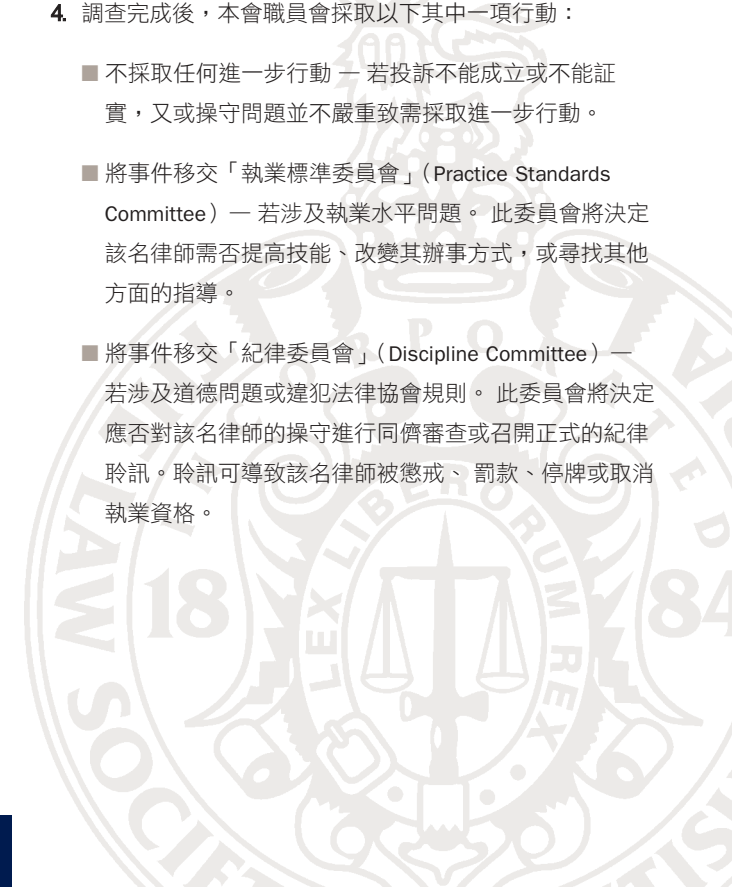 4. 調查完成後，本會職員會採取以下其中一項行動：
■ 不採取任何進一步行動 — 若投訴不能成立或不能証
實，又或操守問題並不嚴重致需採取進一步行動。
■ 將事件移交「執業標準委員會」（Practice Standards
Committee）— 若涉及執業水平問題。 此委員會將決定
該名律師需否提高技能、改變其辦事方式，或尋找其他
方面的指導。
■ 將事件移交「紀律委員會」（Discipline Committee）—
若涉及道德問題或違犯法律協會規則。 此委員會將決定
應否對該名律師的操守進行同儕審查或召開正式的紀律
聆訊。聆訊可導致該名律師被懲戒、 罰款、停牌或取消
執業資格。
THE LAW SOCIETY
LEX LIBERORUM REX
18 84